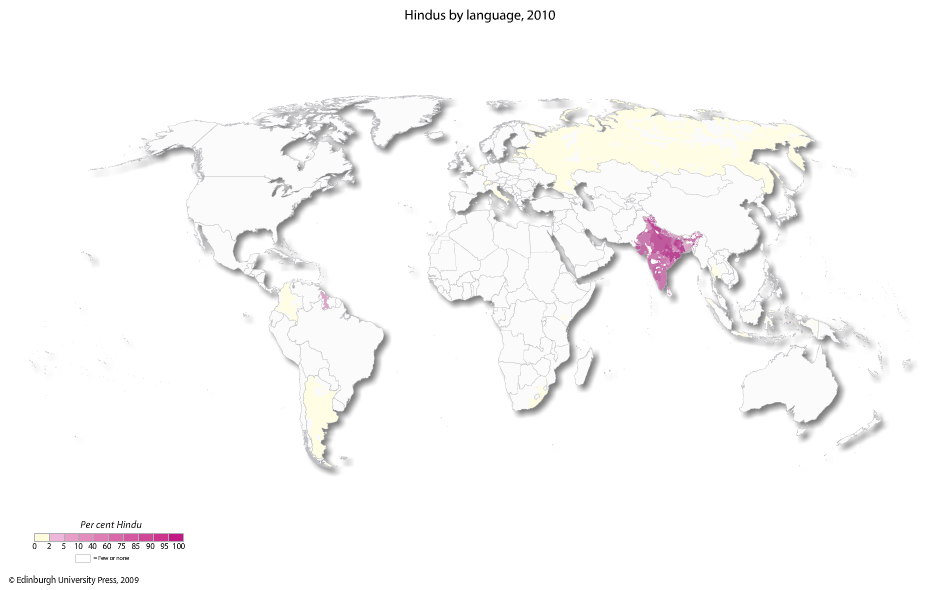 Hindus by language, 2010
Per cent Hindu
0 2 5 10 40 60 75 85 90 95 100
= Few or none
© Edinburgh University Press, 2009